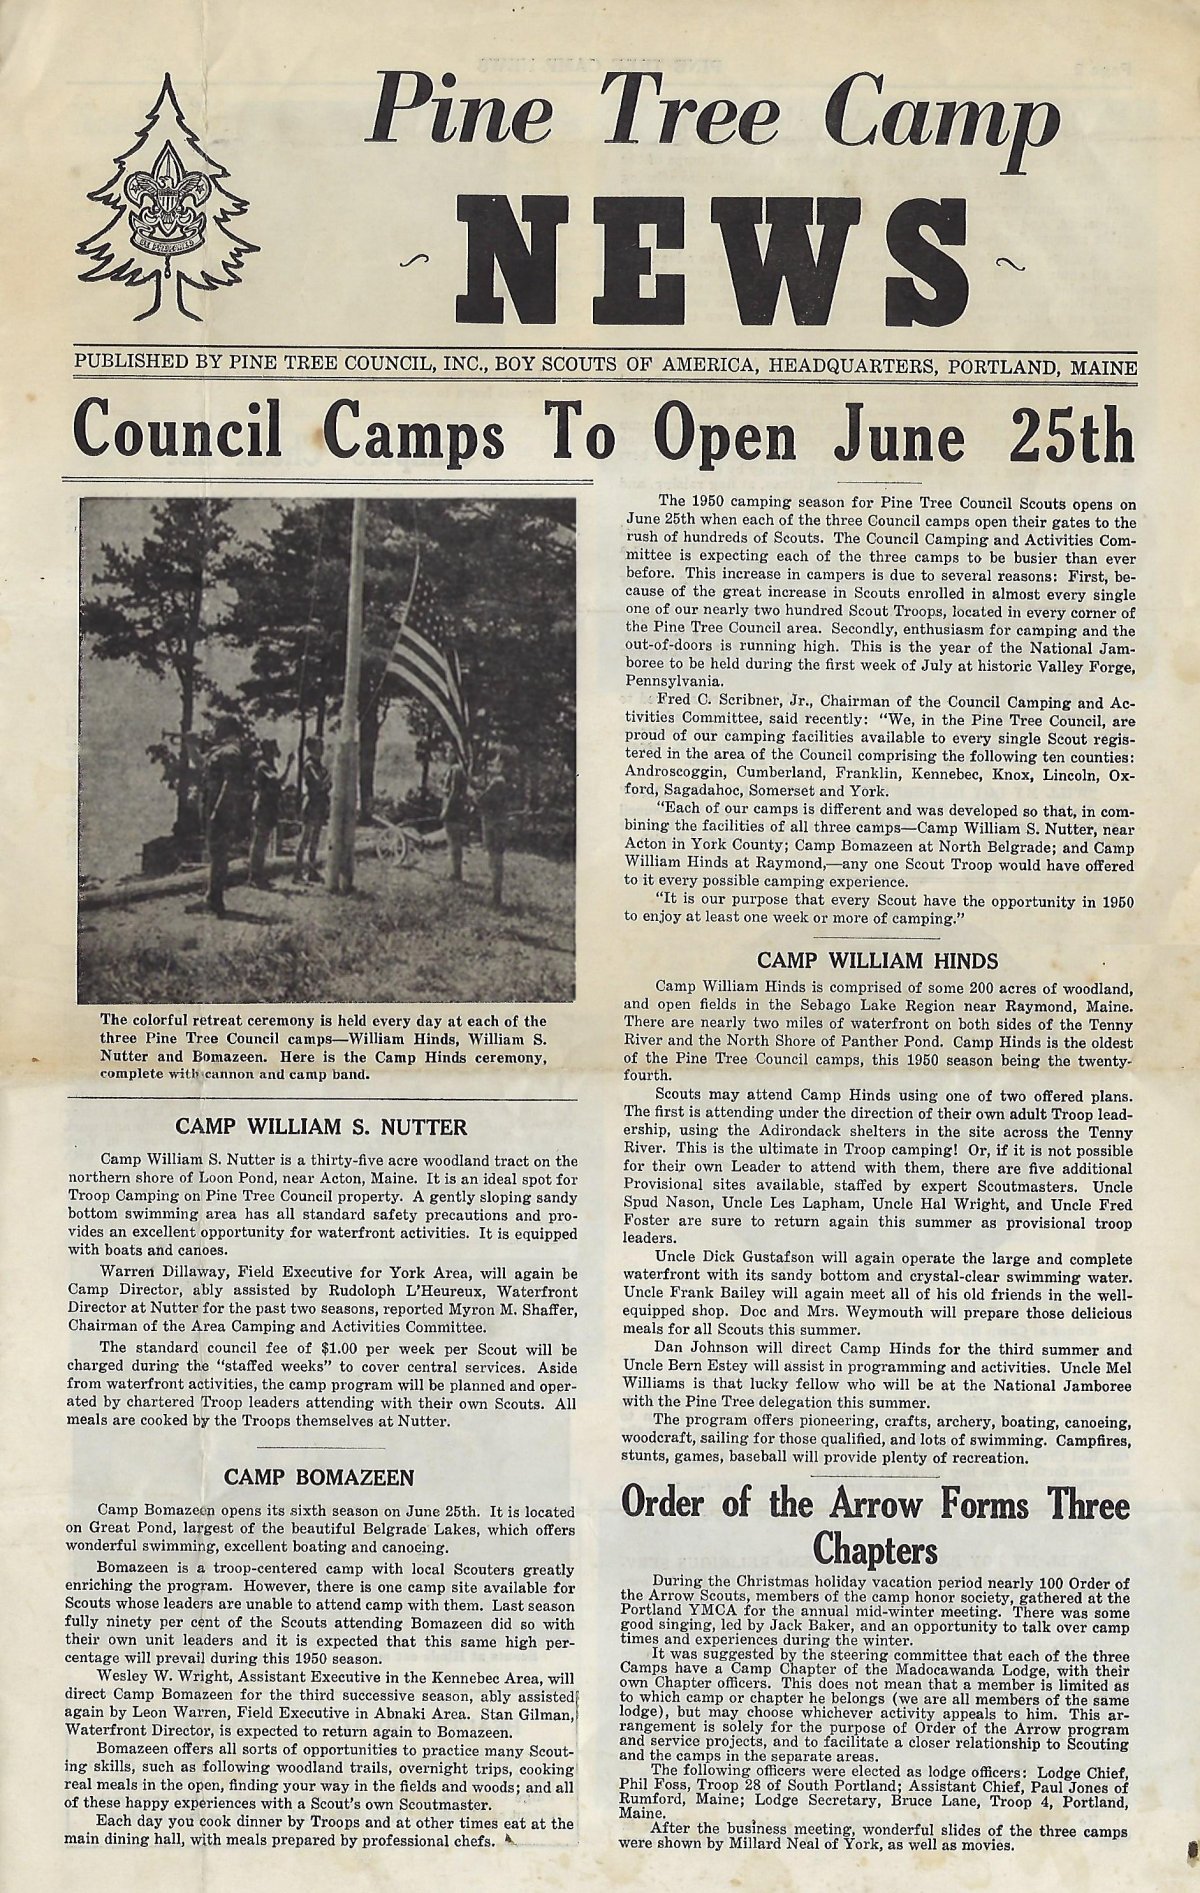 Pine Tree Camp
~ NEWS ~
PUBLISHED BY PINE TREE COUNCIL, INC., BOY SCOUTS OF AMERICA, HEADQUARTERS, PORTLAND, MAINE
Council Camps To Open June 25th
The colorful retreat ceremony is held every day at each of the
three Pine Tree Council camps—William Hinds, William S.
Nutter and Bomazeen. Here is the Camp Hinds ceremony,
complete with cannon and camp band.
CAMP WILLIAM S. NUTTER
Camp William S. Nutter is a thirty-five acre woodland tract on the
northern shore of Loon Pond, near Acton, Maine. It is an ideal spot for
Troop Camping on Pine Tree Council property. A gently sloping sandy
bottom swimming area has all standard safety precautions and pro-
vides an excellent opportunity for waterfront activities. It is equipped
with boats and canoes.
Warren Dillaway, Field Executive for York Area, will again be
Camp Director, ably assisted by Rudoloph L'Heureux, Waterfront
Director at Nutter for the past two seasons, reported Myron M. Shaffer,
Chairman of the Area Camping and Activities Committee.
The standard council fee of $1.00 per week per Scout will be
charged during the "staffed weeks" to cover central services. Aside
from waterfront activities, the camp program will be planned and oper-
ated by chartered Troop leaders attending with their own Scouts. All
meals are cooked by the Troops themselves at Nutter.
CAMP BOMAZEEN
Camp Bomazeen opens its sixth season on June 25th. It is located
on Great Pond, largest of the beautiful Belgrade Lakes, which offers
wonderful swimming, excellent boating and canoeing.
Bomazeen is a troop-centered camp with local Scouters greatly
enriching the program. However, there is one camp site available for
Scouts whose leaders are unable to attend camp with them. Last season
fully ninety per cent of the Scouts attending Bomazeen did so with
their own unit leaders and it is expected that this same high per-
centage will prevail during this 1950 season.
Wesley W. Wright, Assistant Executive in the Kennebec Area, will
direct Camp Bomazeen for the third successive season, ably assisted
again by Leon Warren, Field Executive in Abnaki Area. Stan Gilman,
Waterfront Director, is expected to return again to Bomazeen.
Bomazeen offers all sorts of opportunities to practice many Scout-
ing skills, such as following woodland trails, overnight trips, cooking
real meals in the open, finding your way in the fields and woods; and all
of these happy experiences with a Scout's own Scoutmaster.
Each day you cook dinner by Troops and at other times eat at the
main dining hall, with meals prepared by professional chefs.
The 1950 camping season for Pine Tree Council Scouts opens on
June 25th when each of the three Council camps open their gates to the
rush of hundreds of Scouts. The Council Camping and Activities Com-
mittee is expecting each of the three camps to be busier than ever
before. This increase in campers is due to several reasons: First, be-
cause of the great increase in Scouts enrolled in almost every single
one of our nearly two hundred Scout Troops, located in every corner of
the Pine Tree Council area. Secondly, enthusiasm for camping and the
out-of-doors is running high. This is the year of the National Jam-
boree to be held during the first week of July at historic Valley Forge,
Pennsylvania.
Fred C. Scribner, Jr., Chairman of the Council Camping and Ac-
tivities Committee, said recently: "We, in the Pine Tree Council, are
proud of our camping facilities available to every single Scout regis-
tered in the area of the Council comprising the following ten counties:
Androscoggin, Cumberland, Franklin, Kennebec, Knox, Lincoln, Ox-
ford, Sagadahoc, Somerset and York.
"Each of our camps is different and was developed so that, in com-
bining the facilities of all three camps—Camp William S. Nutter, near
Acton in York County; Camp Bomazeen at North Belgrade; and Camp
William Hinds at Raymond,—any one Scout Troop would have offered
to it every possible camping experience.
"It is our purpose that every Scout have the opportunity in 1950
to enjoy at least one week or more of camping."
CAMP WILLIAM HINDS
Camp William Hinds is comprised of some 200 acres of woodland,
and open fields in the Sebago Lake Region near Raymond, Maine.
There are nearly two miles of waterfront on both sides of the Tenny
River and the North Shore of Panther Pond. Camp Hinds is the oldest
of the Pine Tree Council camps, this 1950 season being the twenty-
fourth.
Scouts may attend Camp Hinds using one of two offered plans.
The first is attending under the direction of their own adult Troop lead-
ership, using the Adirondack shelters in the site across the Tenny
River. This is the ultimate in Troop camping! Or, if it is not possible
for their own Leader to attend with them, there are five additional
Provisional sites available, staffed by expert Scoutmasters. Uncle
Spud Nason, Uncle Les Lapham, Uncle Hal Wright, and Uncle Fred
Foster are sure to return again this summer as provisional troop
leaders.
Uncle Dick Gustafson will again operate the large and complete
waterfront with its sandy bottom and crystal-clear swimming water.
Uncle Frank Bailey will again meet all of his old friends in the well-
equipped shop. Doc and Mrs. Weymouth will prepare those delicious
meals for all Scouts this summer.
Dan Johnson will direct Camp Hinds for the third summer and
Uncle Bern Estey will assist in programming and activities. Uncle Mel
Williams is that lucky fellow who will be at the National Jamboree
with the Pine Tree delegation this summer.
The program offers pioneering, crafts, archery, boating, canoeing,
woodcraft, sailing for those qualified, and lots of swimming. Campfires,
stunts, games, baseball will provide plenty of recreation.
Order of the Arrow Forms Three
Chapters
During the Christmas holiday vacation period nearly 100 Order of
the Arrow Scouts, members of the camp honor society, gathered at the
Portland YMCA for the annual mid-winter meeting. There was some
good singing, led by Jack Baker, and an opportunity to talk over camp
times and experiences during the winter.
It was suggested by the steering committee that each of the three
Camps have a Camp Chapter of the Madocawanda Lodge, with their
own Chapter officers. This does not mean that a member is limited as
to which camp or chapter he belongs (we are all members of the same
lodge), but may choose whichever activity appeals to him. This ar-
rangement is solely for the purpose of Order of the Arrow program
and service projects, and to facilitate a closer relationship to Scouting
and the camps in the separate areas.
The following officers were elected as lodge officers: Lodge Chief,
Phil Foss, Troop 28 of South Portland; Assistant Chief, Paul Jones of
Rumford, Maine; Lodge Secretary, Bruce Lane, Troop 4, Portland,
Maine.
After the business meeting, wonderful slides of the three camps
were shown by Millard Neal of York, as well as movies.